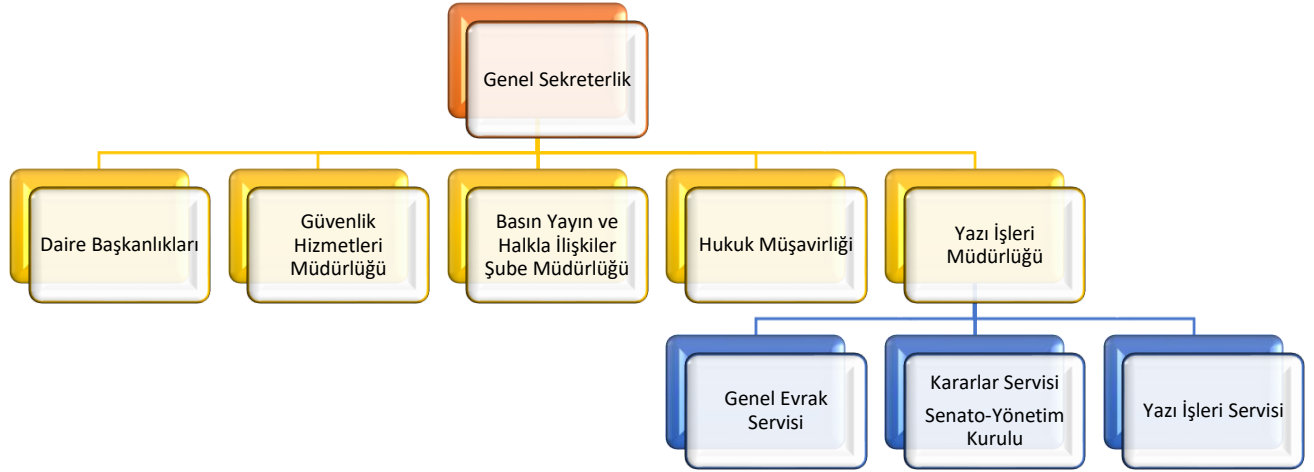 Genel Sekreterlik
Daire Başkanlıkları
Güvenlik
Hizmetleri
Müdürlüğü
Basın Yayın ve
Halkla İlişkiler
Şube Müdürlüğü
Hukuk Müşavirliği
Yazı İşleri
Müdürlüğü
Genel Evrak
Servisi
Kararlar Servisi
Senato-Yönetim
Kurulu
Yazı İşleri Servisi